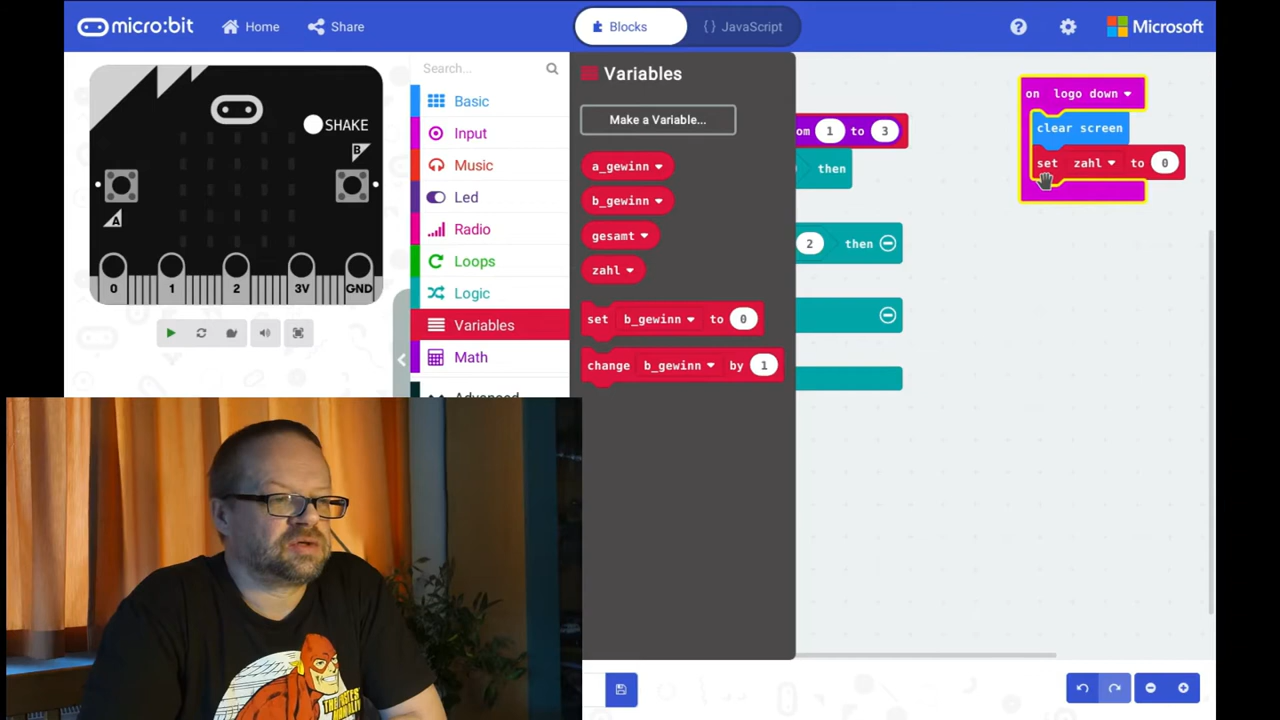 micro:bit
Home
Share
Blocks
{ } JavaScript
?
Microsoft
SHAKE
B
A
0 1 2 3V GND
Search...
Basic
Input
Music
Led
Radio
Loops
Logic
Variables
Math
Advanced
Variables
Make a Variable...
a_gewinn
b_gewinn
gesamt
zahl
set b_gewinn to 0
change b_gewinn by 1
om 1 to 3
then
2 then
on logo down
clear screen
set zahl to 0